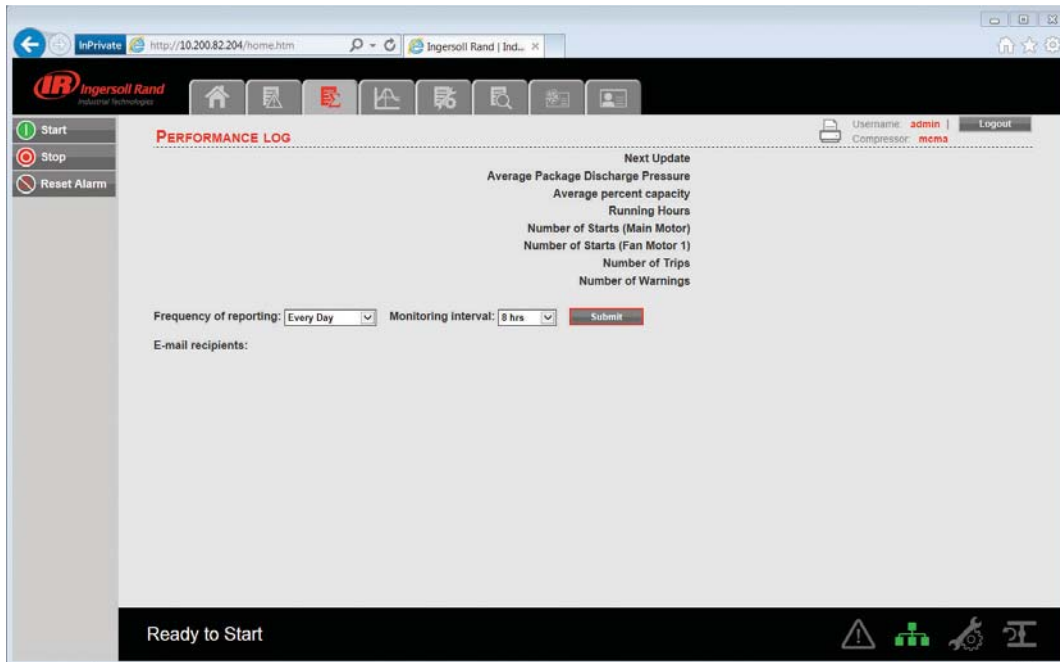 InPrivate http://10.200.82.204/home.htm Ingersoll Rand | Ind...
IR Ingersoll Rand
Industrial Technologies
Start
Stop
Reset Alarm
PERFORMANCE LOG
Username: admin | Logout
Compressor: mcma
Next Update
Average Package Discharge Pressure
Average percent capacity
Running Hours
Number of Starts (Main Motor)
Number of Starts (Fan Motor 1)
Number of Trips
Number of Warnings
Frequency of reporting: Every Day Monitoring interval: 8 hrs Submit
E-mail recipients:
Ready to Start